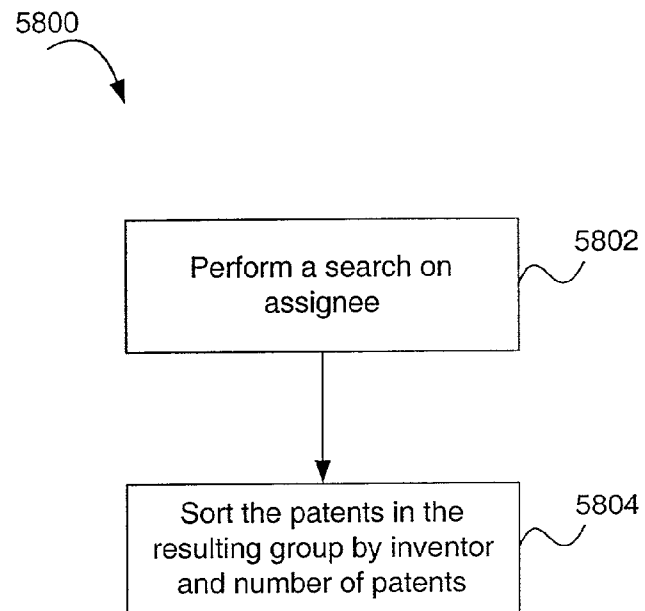 5800
Perform a search on
assignee
5802
Sort the patents in the
resulting group by inventor
and number of patents
5804